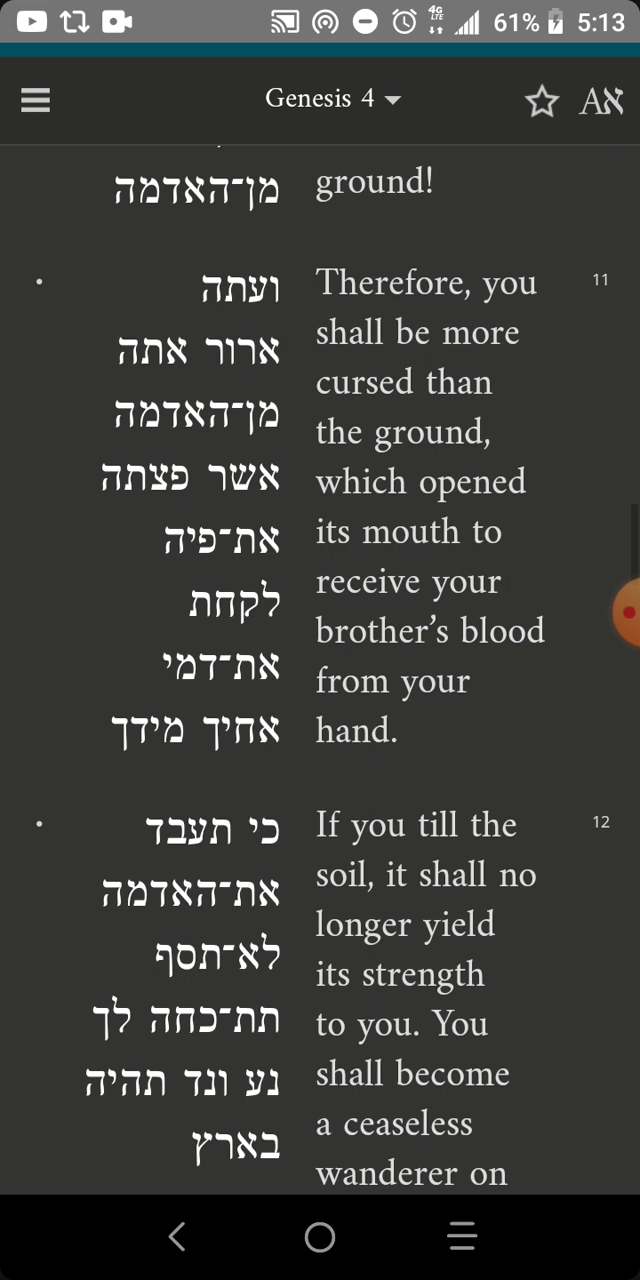 4G
LTE
61% 5:13
Genesis 4
Aא
מן־האדמה
ground!
11
ועתה
ארור אתה
מן־האדמה
אשר פצתה
את־פיה
לקחת
את־דמי
אחיך מידך
Therefore, you
shall be more
cursed than
the ground,
which opened
its mouth to
receive your
brother’s blood
from your
hand.
12
כי תעבד
את־האדמה
לא־תסף
תת־כחה לך
נע ונד תהיה
בארץ
If you till the
soil, it shall no
longer yield
its strength
to you. You
shall become
a ceaseless
wanderer on